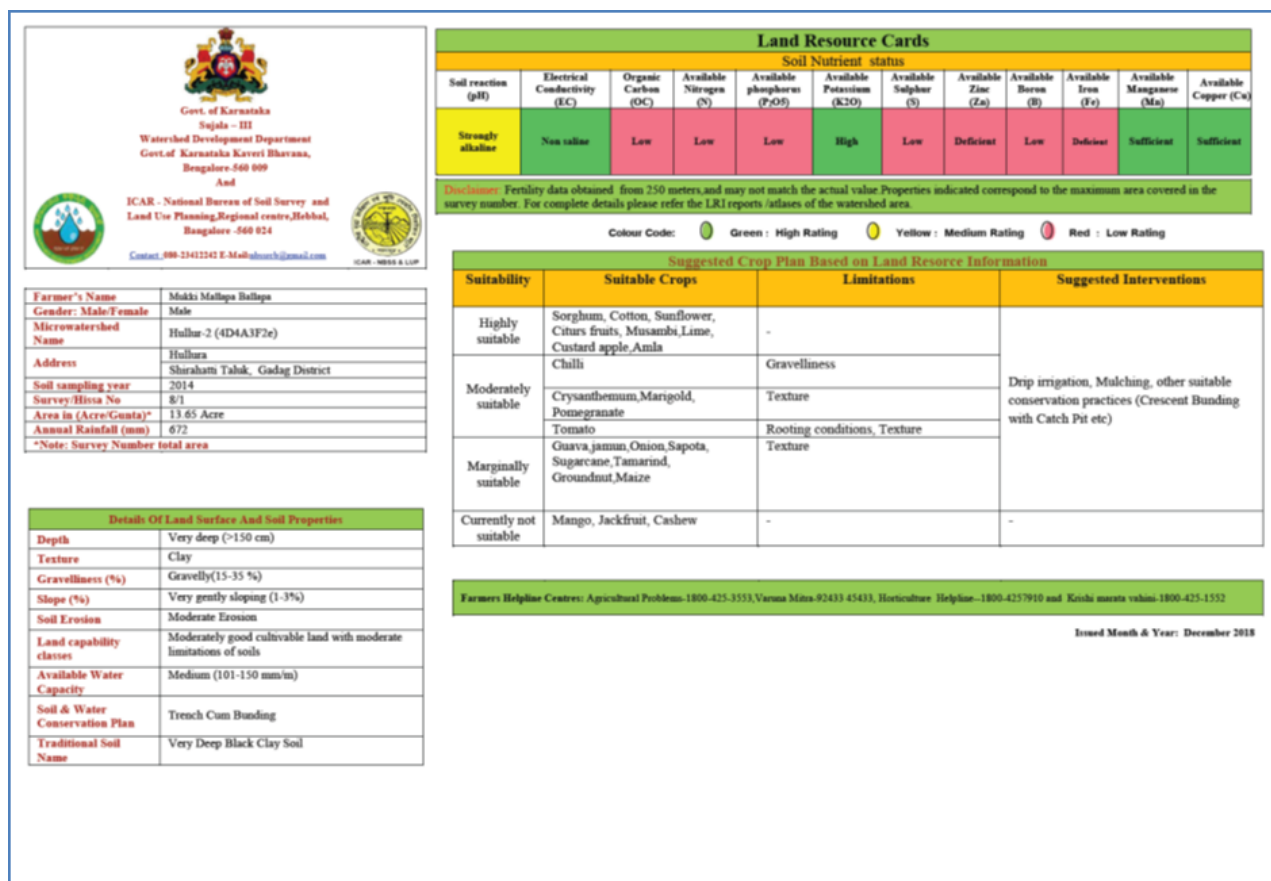 Govt. of Karnataka
Sujala – III
Watershed Development Department
Govt.of Karnataka Kaveri Bhavana,
Bengalore-560 009
And
ICAR - National Bureau of Soil Survey and
Land Use Planning,Regional centre,Hebbal,
Bangalore -560 024
Contact 080-23412242 E-Mail:
ICAR - NBSS & LUP
Farmer's Name Mukki Mallapa Ballapa
Gender: Male/Female Male
Microwatershed
Name
Hullur-2 (4D4A3F2e)
Address
Hullura
Shirahatti Taluk, Gadag District
Soil sampling year 2014
Survey/Hissa No 8/1
Area in (Acre/Gunta)* 13.65 Acre
Annual Rainfall (mm) 672
*Note: Survey Number total area
Details Of Land Surface And Soil Properties
Depth Very deep (>150 cm)
Texture Clay
Gravelliness (%) Gravelly(15-35 %)
Slope (%) Very gently sloping (1-3%)
Soil Erosion Moderate Erosion
Land capability
classes
Moderately good cultivable land with moderate
limitations of soils
Available Water
Capacity
Medium (101-150 mm/m)
Soil & Water
Conservation Plan
Trench Cum Bunding
Traditional Soil
Name
Very Deep Black Clay Soil
Land Resource Cards
Soil Nutrient status
Soil reaction
(pH)
Electrical
Conductivity
(EC)
Organic
Carbon
(OC)
Available
Nitrogen
(N)
Available
phosphorus
(P2O5)
Available
Potassium
(K2O)
Available
Sulphur
(S)
Available
Zinc
(Zn)
Available
Boron
(B)
Available
Iron
(Fe)
Available
Manganese
(Mn)
Available
Copper (Cu)
Strongly
alkaline
Non saline
Low
Low
Low
High
Low
Deficient
Low
Deficient
Sufficient
Sufficient
Disclaimer: Fertility data obtained from 250 meters,and may not match the actual value.Properties indicated correspond to the maximum area covered in the
survey number. For complete details please refer the LRI reports /atlases of the watershed area.
Colour Code: Green : High Rating Yellow : Medium Rating Red : Low Rating
Suggested Crop Plan Based on Land Resorce Information
Suitability Suitable Crops Limitations Suggested Interventions
Highly
suitable
Sorghum, Cotton, Sunflower,
Citurs fruits, Musambi,Lime,
Custard apple,Amla
-
Moderately
suitable
Chilli Gravelliness
Crysanthemum,Marigold,
Pomegranate
Texture
Tomato Rooting conditions, Texture
Marginally
suitable
Guava,jamun,Onion,Sapota,
Sugarcane,Tamarind,
Groundnut,Maize
Texture
Drip irrigation, Mulching, other suitable
conservation practices (Crescent Bunding
with Catch Pit etc)
Currently not
suitable
Mango, Jackfruit, Cashew - -
Farmers Helpline Centres: Agricultural Problems-1800-425-3553,Varuna Mitra-92433 45433, Horticulture Helpline--1800-4257910 and Krishi marata vahini-1800-425-1552
Issued Month & Year: December 2018